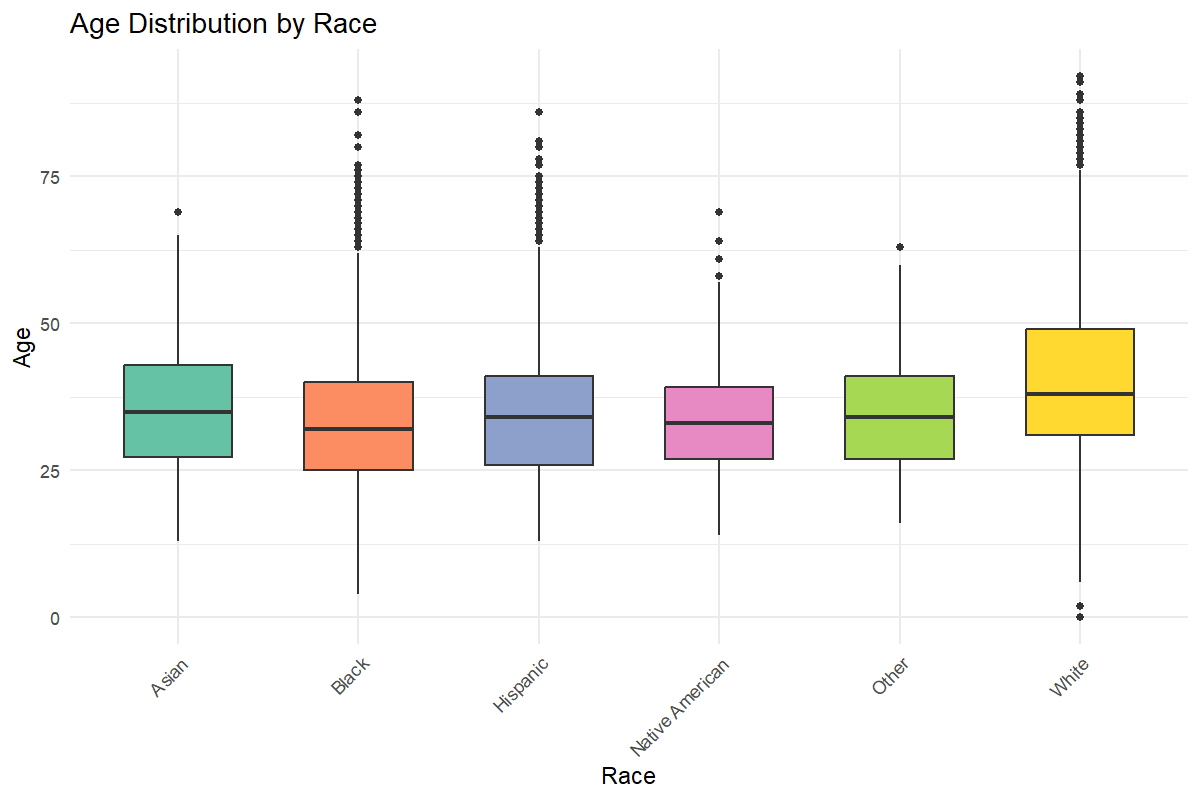 Age Distribution by Race
Age
75
50
25
0
Asian
Black
Hispanic
Native American
Other
White
Race